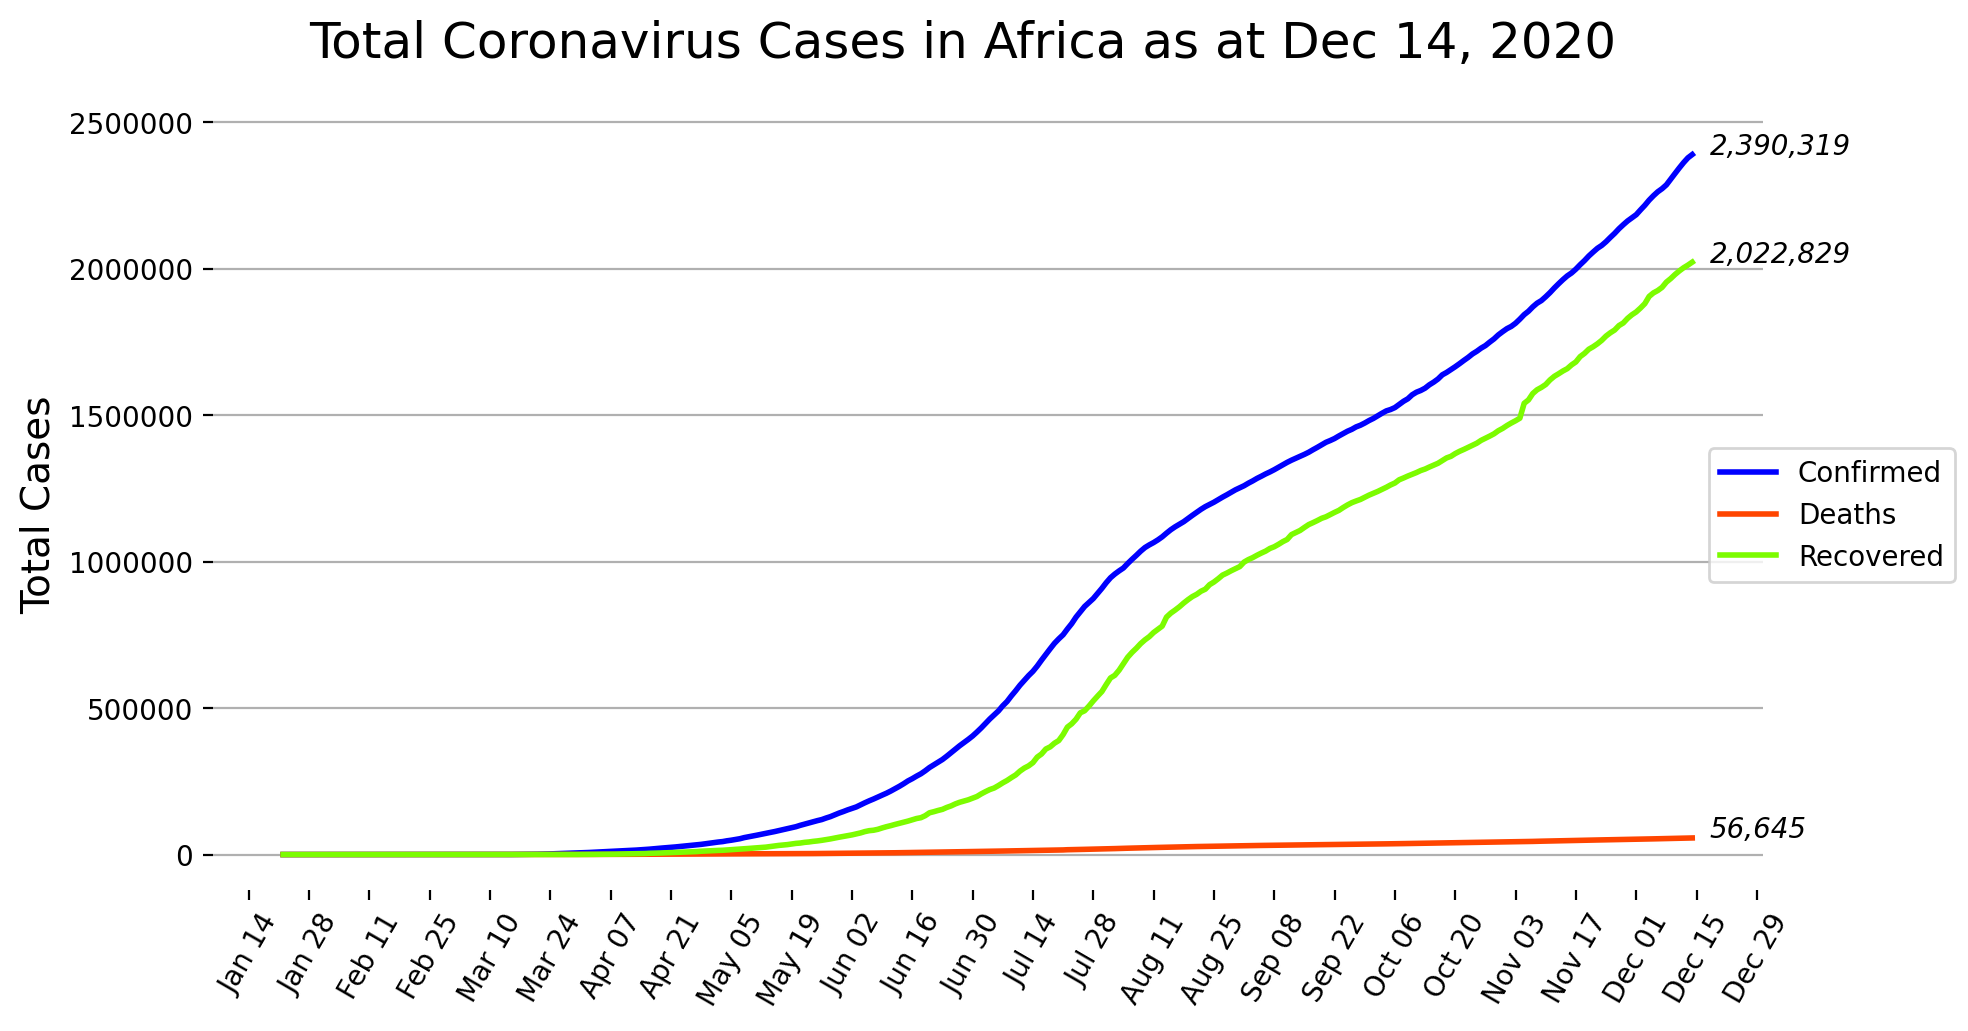 Total Coronavirus Cases in Africa as at Dec 14, 2020
Total Cases
2500000
2000000
1500000
1000000
500000
0
2,390,319
2,022,829
56,645
Confirmed
Deaths
Recovered
Jan 14
Jan 28
Feb 11
Feb 25
Mar 10
Mar 24
Apr 07
Apr 21
May 05
May 19
Jun 02
Jun 16
Jun 30
Jul 14
Jul 28
Aug 11
Aug 25
Sep 08
Sep 22
Oct 06
Oct 20
Nov 03
Nov 17
Dec 01
Dec 15
Dec 29